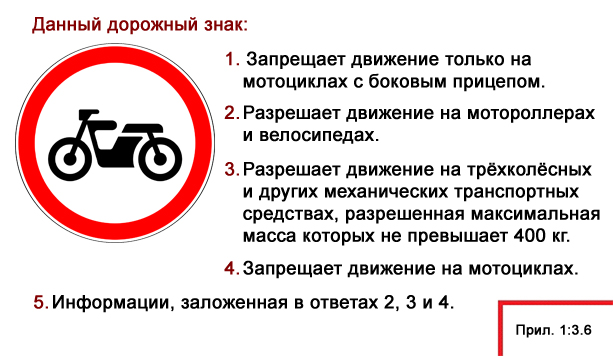 Данный дорожный знак:
1. Запрещает движение только на
мотоциклах с боковым прицепом.
2. Разрешает движение на мотороллерах
и велосипедах.
3. Разрешает движение на трёхколёсных
и других механических транспортных
средствах, разрешенная максимальная
масса которых не превышает 400 кг.
4. Запрещает движение на мотоциклах.
5. Информации, заложенная в ответах 2, 3 и 4.
Прил. 1:3.6